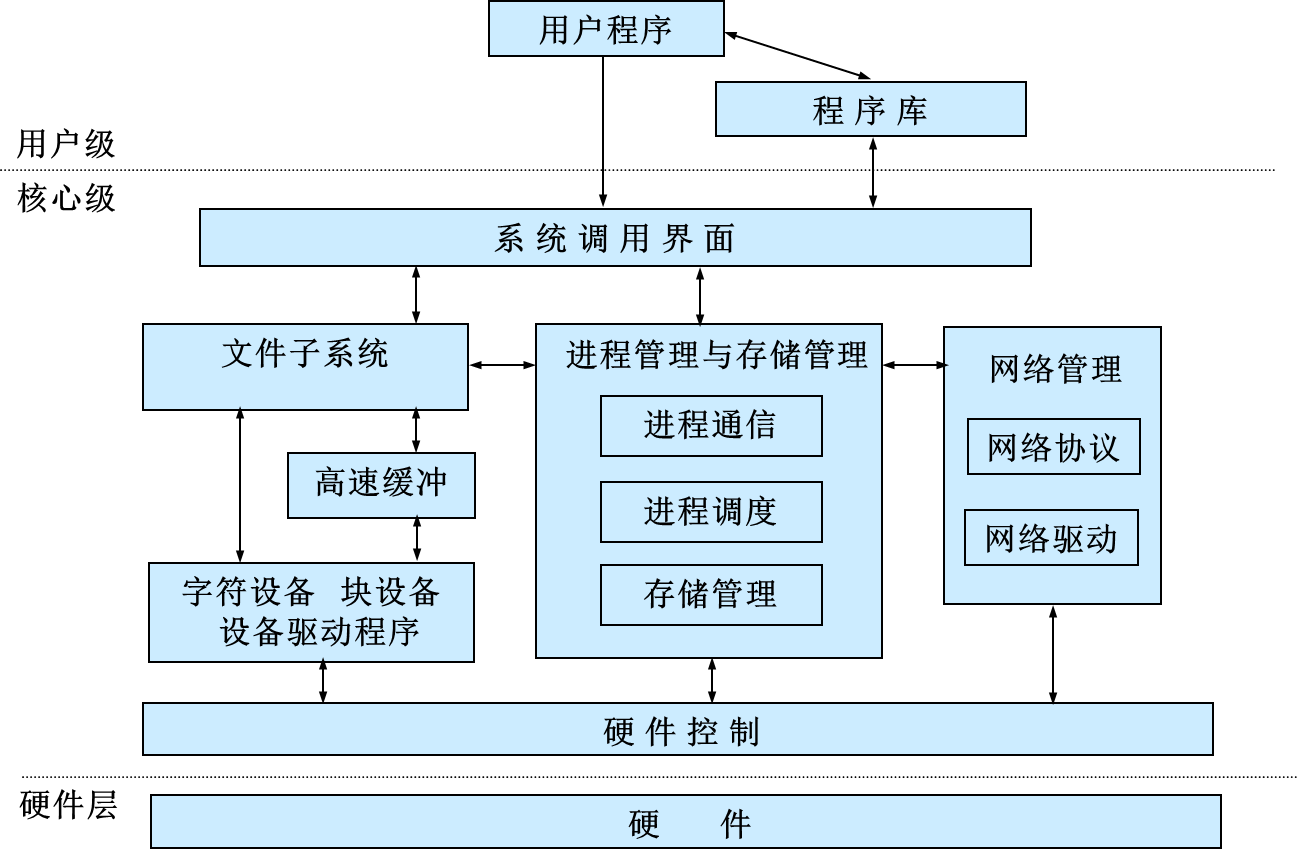 用户程序
程序库
用户级
核心级
系统调用界面
文件子系统
进程管理与存储管理
网络管理
进程通信
网络协议
高速缓冲
进程调度
网络驱动
字符设备 块设备
设备驱动程序
存储管理
硬件控制
硬件层
硬 件